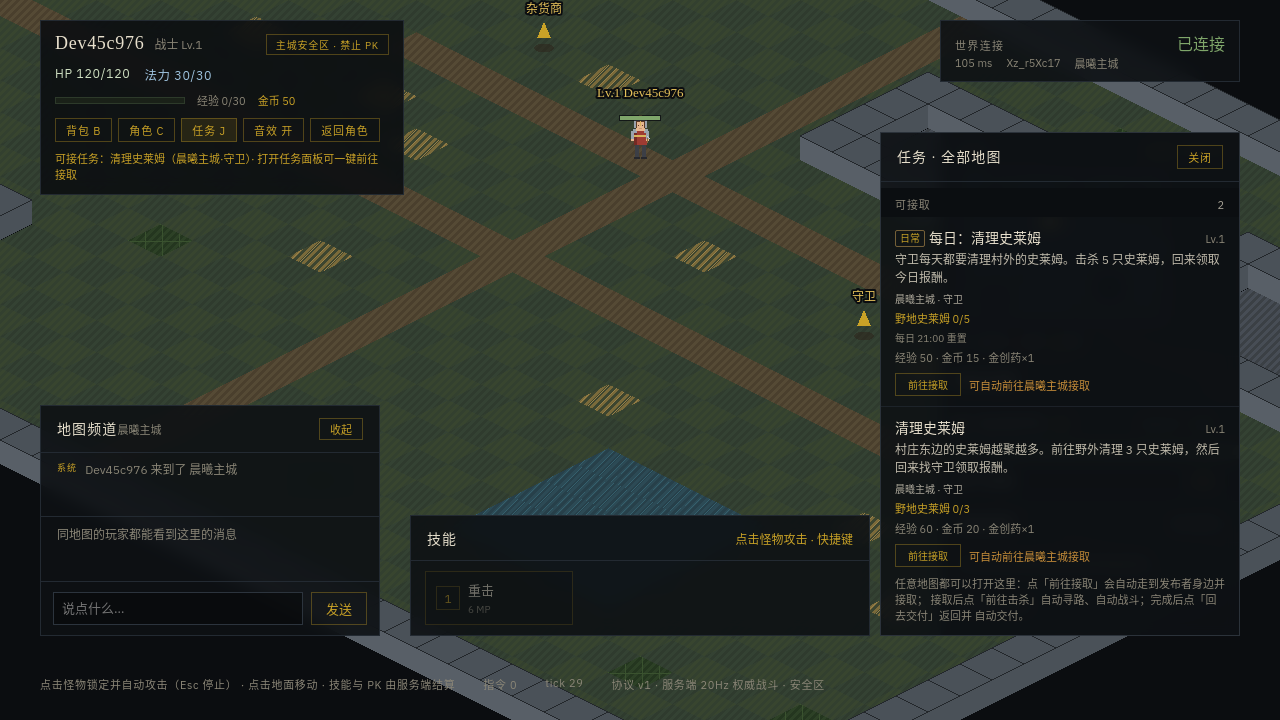 杂货商
Dev45c976 战士 Lv.1 主城安全区 · 禁止 PK
HP 120/120 法力 30/30
经验 0/30 金币 50
背包 B 角色 C 任务 J 音效 开 返回角色
可接任务：清理史莱姆（晨曦主城·守卫）· 打开任务面板可一键前往
接取
Lv.1 Dev45c976
世界连接 已连接
105 ms Xz_r5Xc17 晨曦主城
守卫
任务 · 全部地图 关闭
可接取 2
日常 每日：清理史莱姆 Lv.1
守卫每天都要清理村外的史莱姆。击杀 5 只史莱姆，回来领取
今日报酬。
晨曦主城 · 守卫
野地史莱姆 0/5
每日 21:00 重置
经验 50 · 金币 15 · 金创药×1
前往接取 可自动前往晨曦主城接取
清理史莱姆 Lv.1
村庄东边的史莱姆越聚越多。前往野外清理 3 只史莱姆，然后
回来找守卫领取报酬。
晨曦主城 · 守卫
野地史莱姆 0/3
经验 60 · 金币 20 · 金创药×1
前往接取 可自动前往晨曦主城接取
任意地图都可以打开这里：点「前往接取」会自动走到发布者身边并
接取； 接取后点「前往击杀」自动寻路、自动战斗；完成后点「回
去交付」返回并 自动交付。
地图频道 晨曦主城 收起
系统 Dev45c976 来到了 晨曦主城
同地图的玩家都能看到这里的消息
说点什么... 发送
技能 点击怪物攻击 · 快捷键
1 重击
6 MP
点击怪物锁定并自动攻击（Esc 停止） · 点击地面移动 · 技能与 PK 由服务端结算 指令 0 tick 29 协议 v1 · 服务端 20Hz 权威战斗 · 安全区